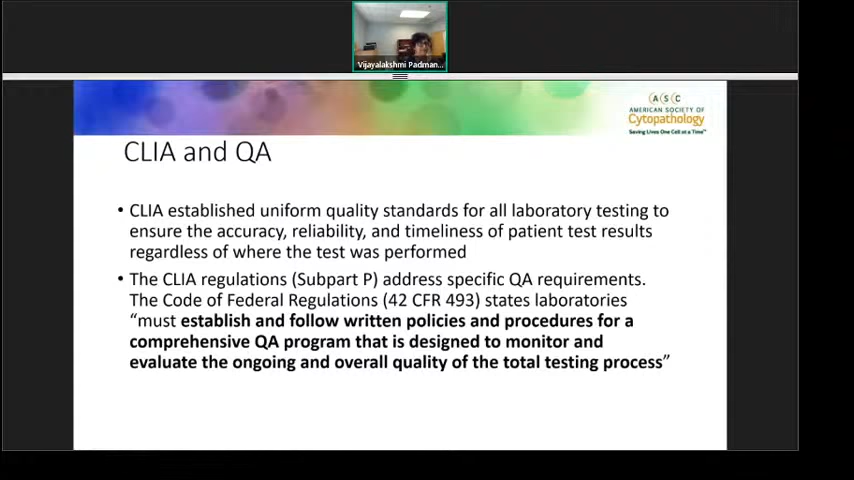 Vijayalakshmi Padman...
ASC
AMERICAN SOCIETY OF
Cytopathology
Saving Lives One Cell at a Time™
CLIA and QA
• CLIA established uniform quality standards for all laboratory testing to
ensure the accuracy, reliability, and timeliness of patient test results
regardless of where the test was performed
• The CLIA regulations (Subpart P) address specific QA requirements.
The Code of Federal Regulations (42 CFR 493) states laboratories
“must establish and follow written policies and procedures for a
comprehensive QA program that is designed to monitor and
evaluate the ongoing and overall quality of the total testing process”